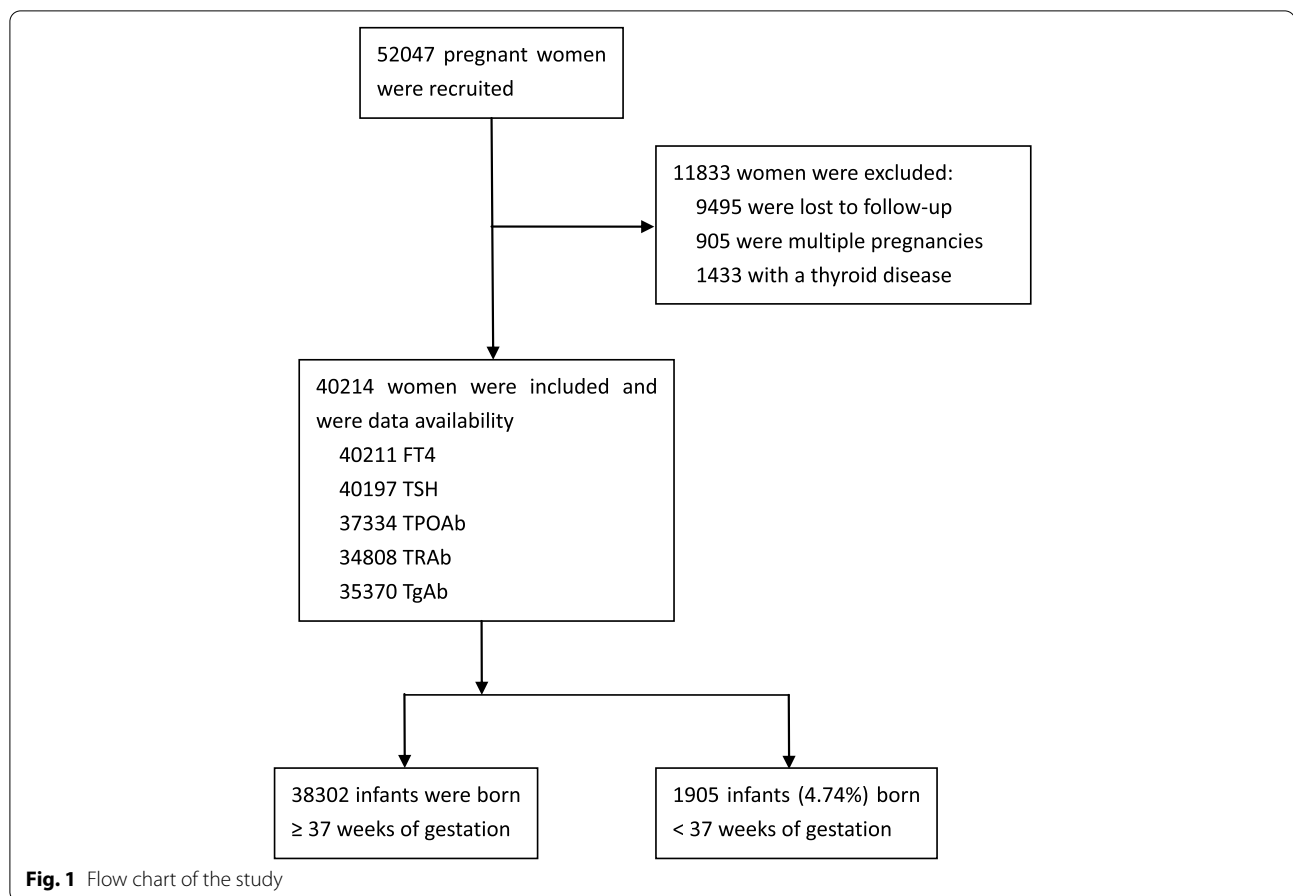 52047 pregnant women
were recruited
11833 women were excluded:
9495 were lost to follow-up
905 were multiple pregnancies
1433 with a thyroid disease
40214 women were included and
were data availability
40211 FT4
40197 TSH
37334 TPOAb
34808 TRAb
35370 TgAb
38302 infants were born
≥ 37 weeks of gestation
1905 infants (4.74%) born
< 37 weeks of gestation
Fig. 1 Flow chart of the study